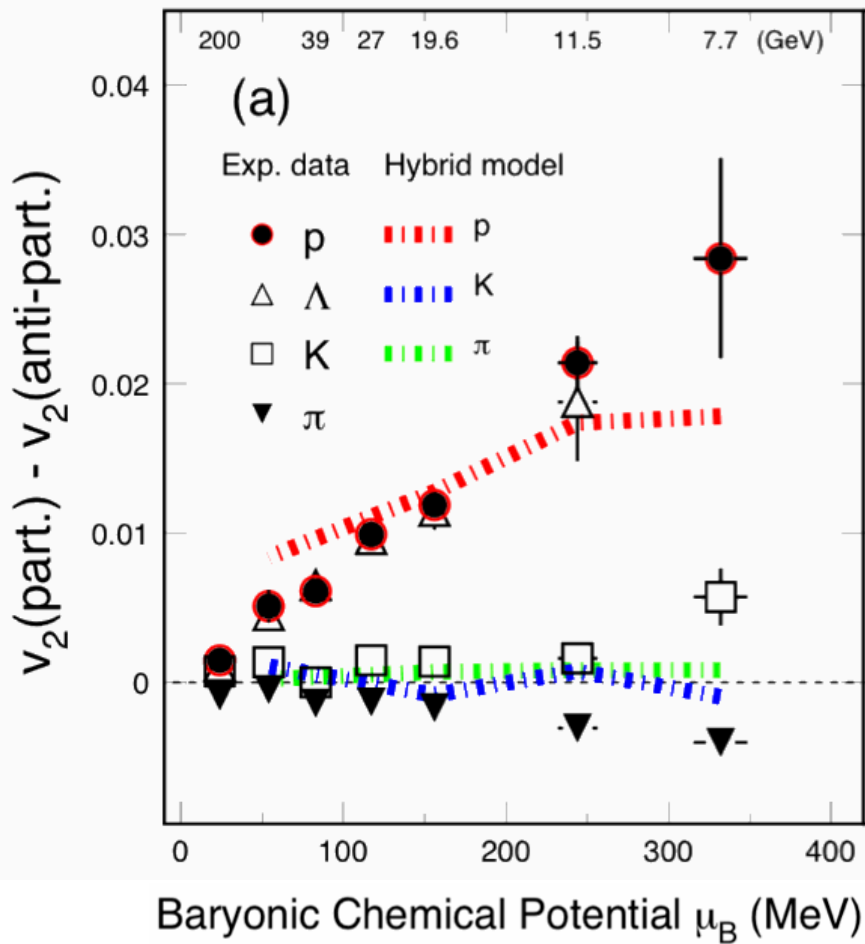 200 39 27 19.6 11.5 7.7 (GeV)
0.04
(a)
Exp. data Hybrid model
0.03
p p
Λ K
K π
0.02
π
0.01
0
0 100 200 300 400
v2(part.) - v2(anti-part.)
Baryonic Chemical Potential μB (MeV)